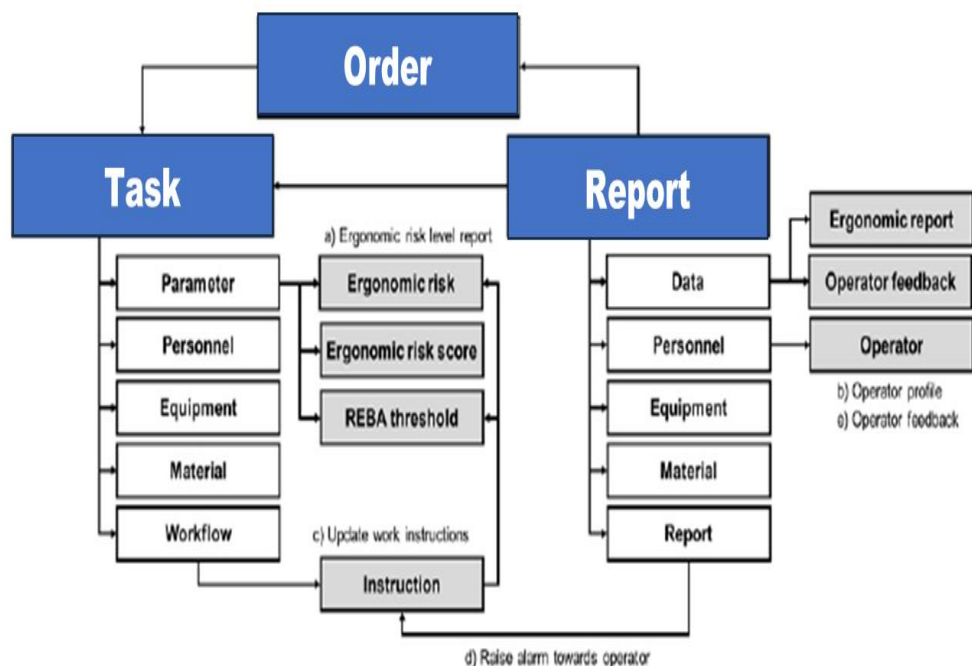 Order
Task
Report
a) Ergonomic risk level report
Parameter
Personnel
Equipment
Material
Workflow
Ergonomic risk
Ergonomic risk score
REBA threshold
c) Update work instructions
Instruction
Data
Personnel
Equipment
Material
Report
Ergonomic report
Operator feedback
Operator
b) Operator profile
e) Operator feedback
d) Raise alarm towards operator